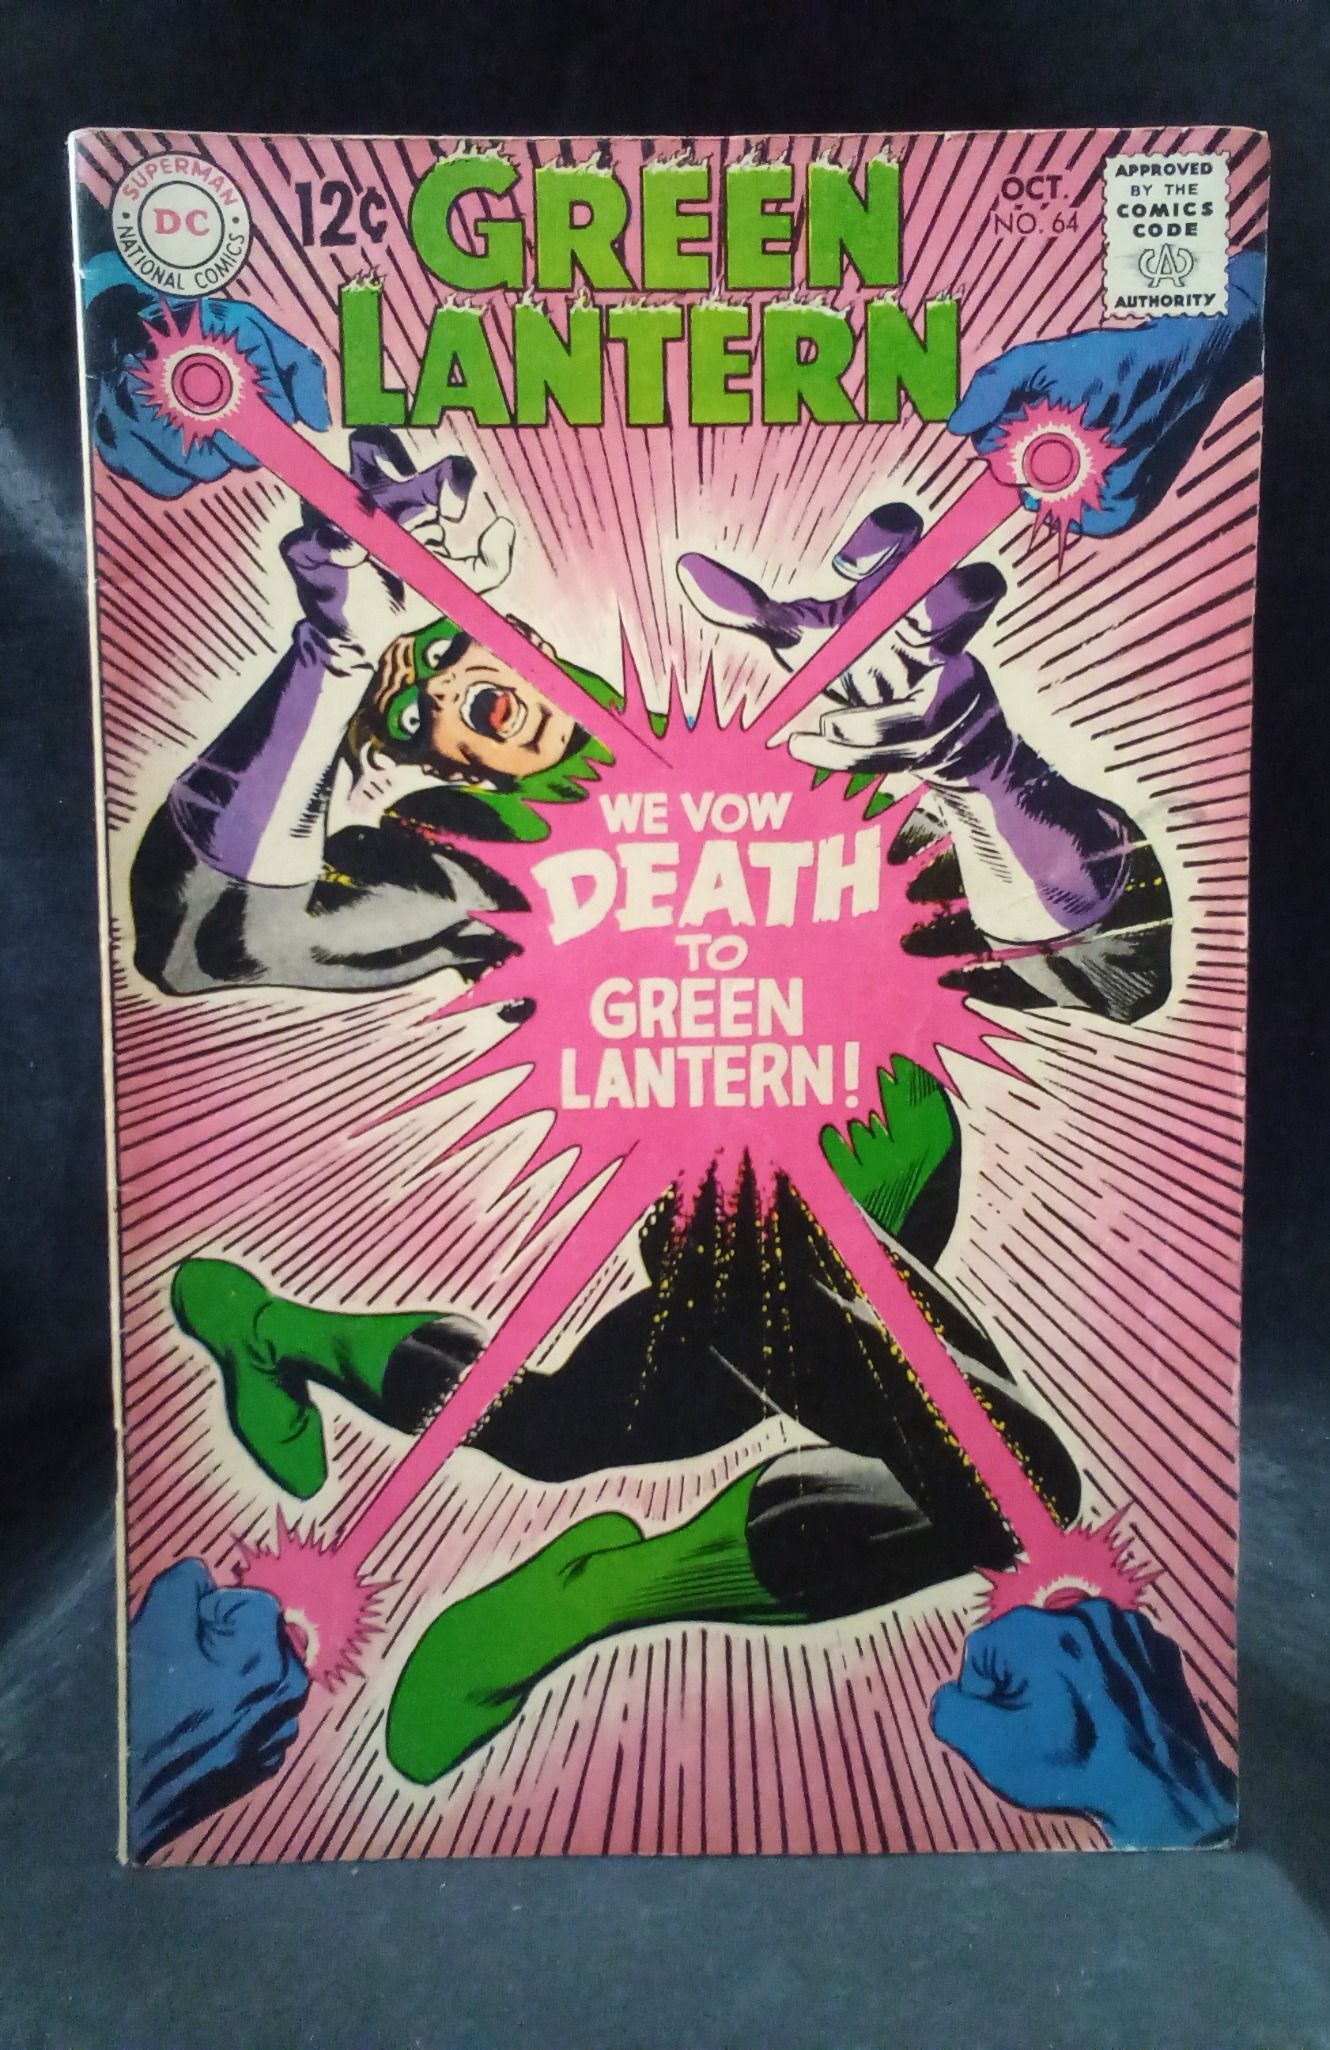 SUPERMAN
DC
NATIONAL COMICS
12¢
GREEN
LANTERN
OCT.
NO. 64
APPROVED
BY THE
COMICS
CODE
CA
AUTHORITY
WE VOW
DEATH
TO
GREEN
LANTERN!